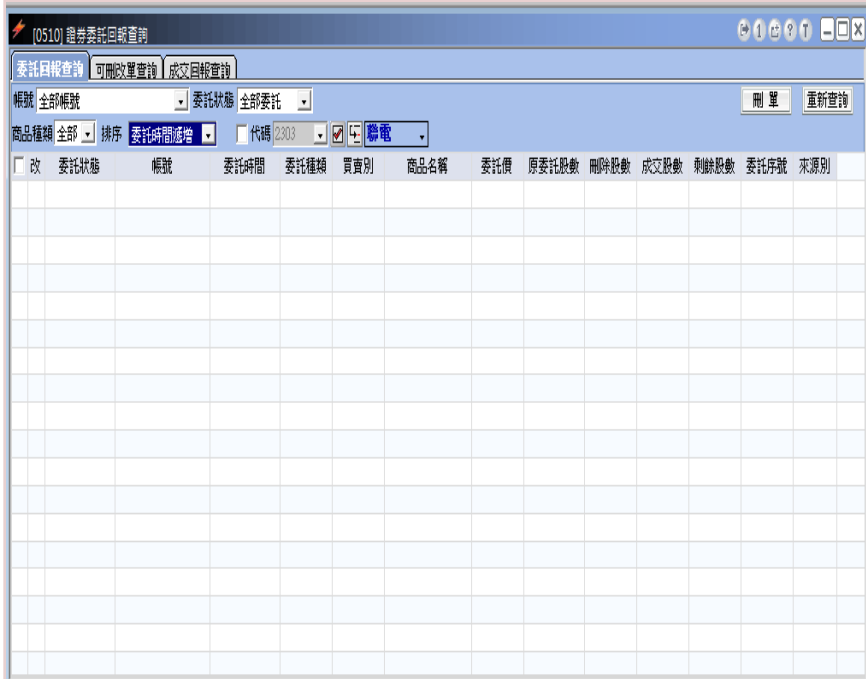 [0510] 證券委託回報查詢 1 ? T
委託回報查詢 可刪改單查詢 成交回報查詢
帳號 全部帳號 委託狀態 全部委託 刪 單 重新查詢
商品種類 全部 排序 委託時間遞增 代碼 2303 聯電
改 委託狀態 帳號 委託時間 委託種類 買賣別 商品名稱 委託價 原委託股數 刪除股數 成交股數 剩餘股數 委託序號 來源別